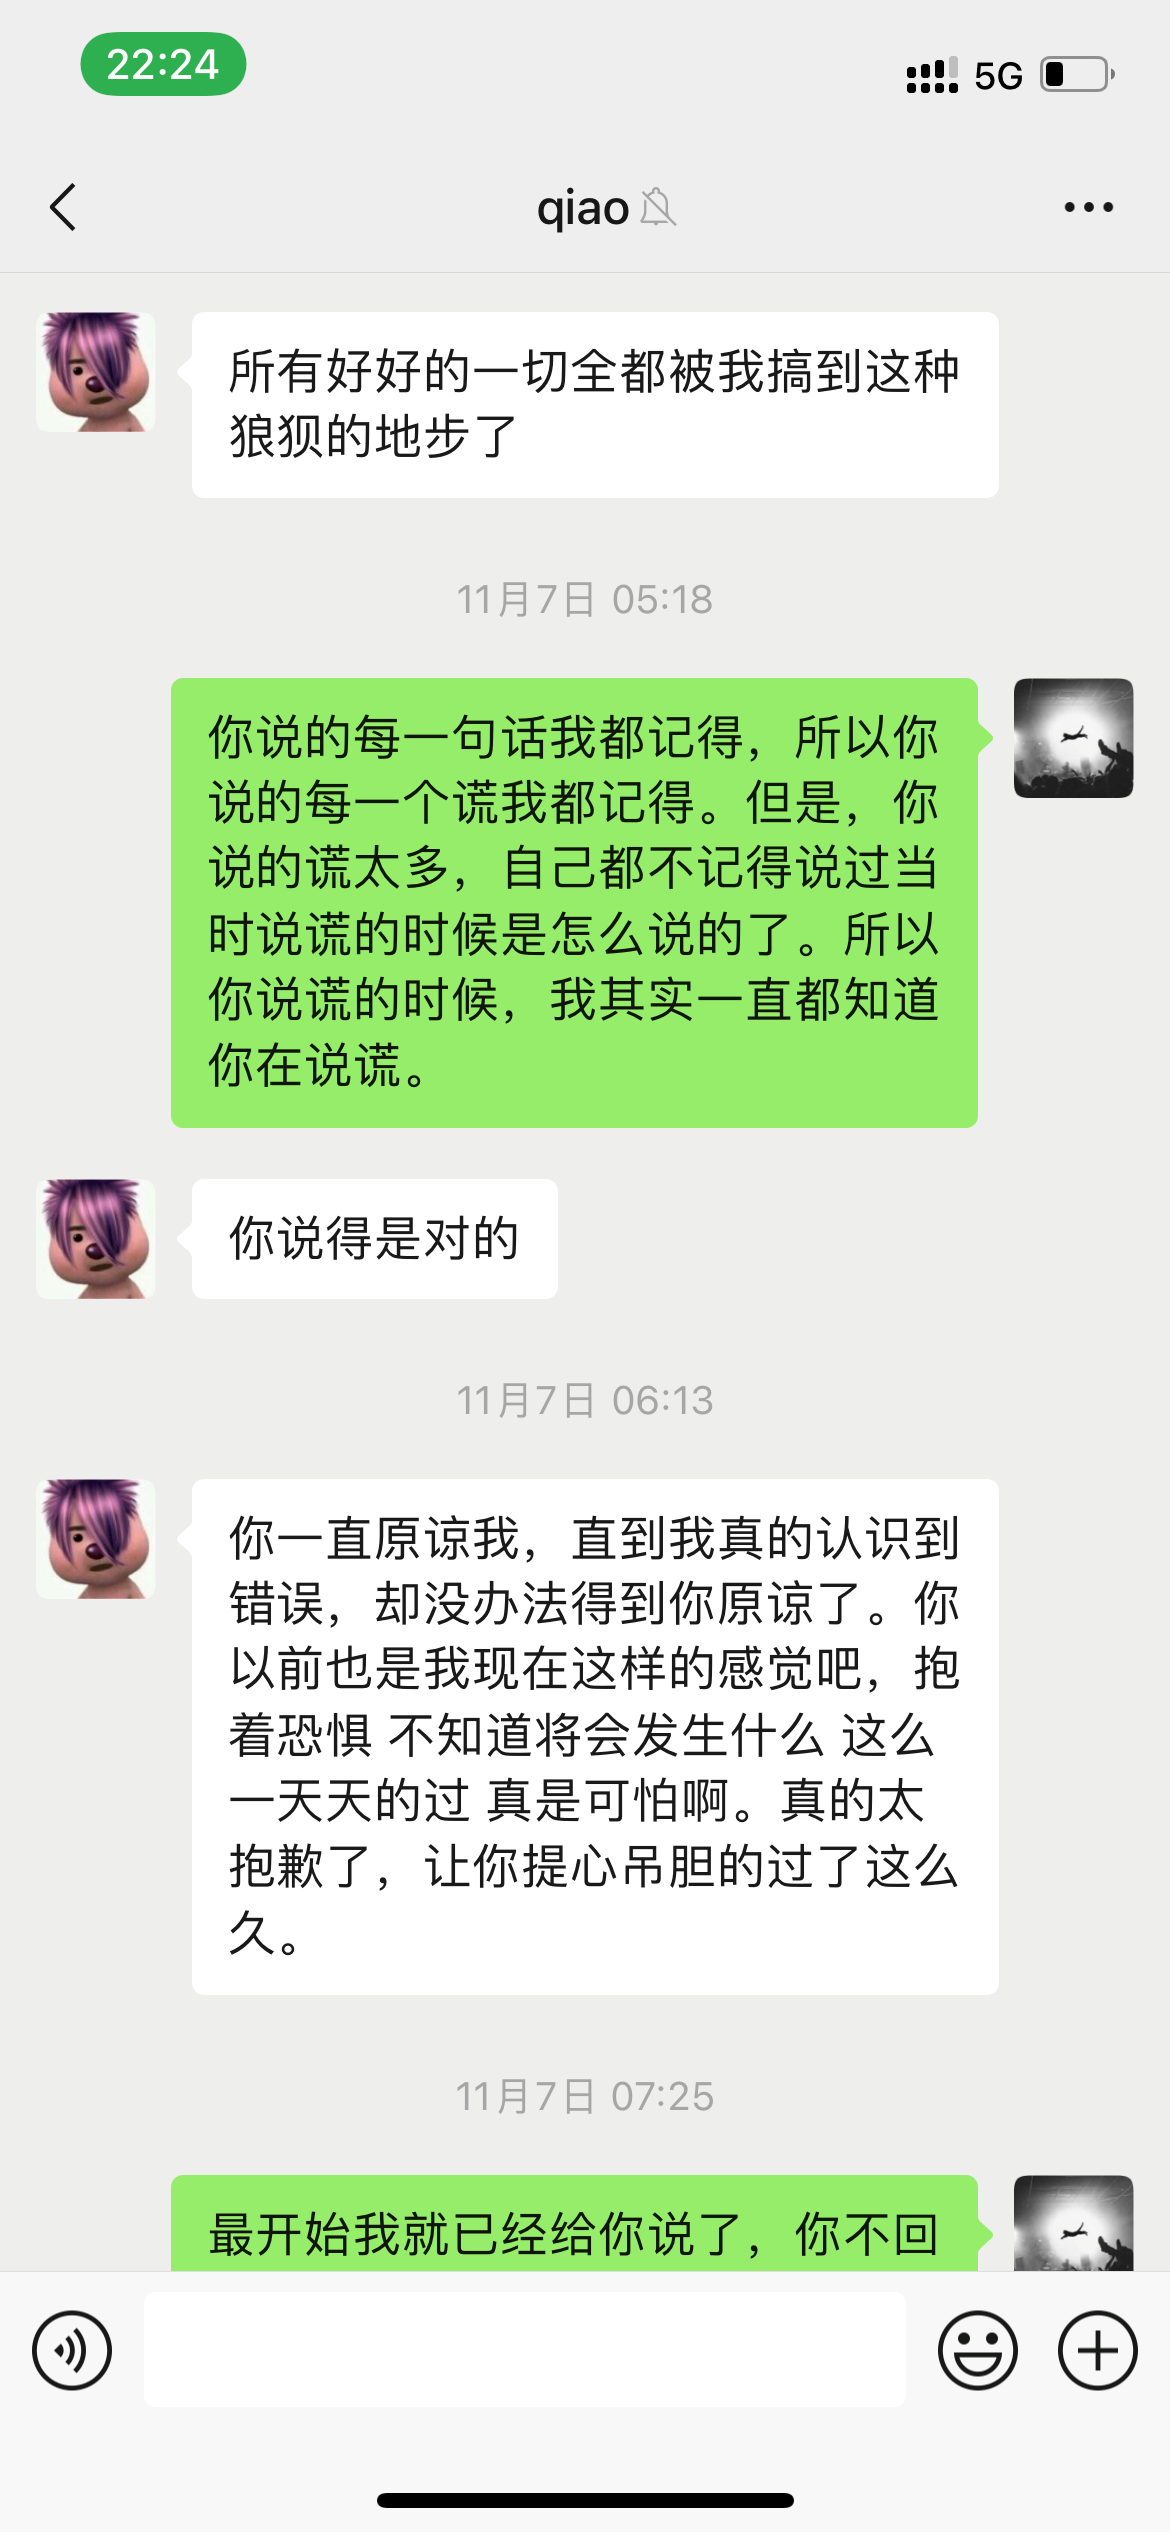 22:24
5G
qiao
所有好好的一切全都被我搞到这种
狼狈的地步了
11月7日 05:18
你说的每一句话我都记得，所以你
说的每一个谎我都记得。但是，你
说的谎太多，自己都不记得说过当
时说谎的时候是怎么说的了。所以
你说谎的时候，我其实一直都知道
你在说谎。
你说得是对的
11月7日 06:13
你一直原谅我，直到我真的认识到
错误，却没办法得到你原谅了。你
以前也是我现在这样的感觉吧，抱
着恐惧 不知道将会发生什么 这么
一天天的过 真是可怕啊。真的太
抱歉了，让你提心吊胆的过了这么
久。
11月7日 07:25
最开始我就已经给你说了，你不回